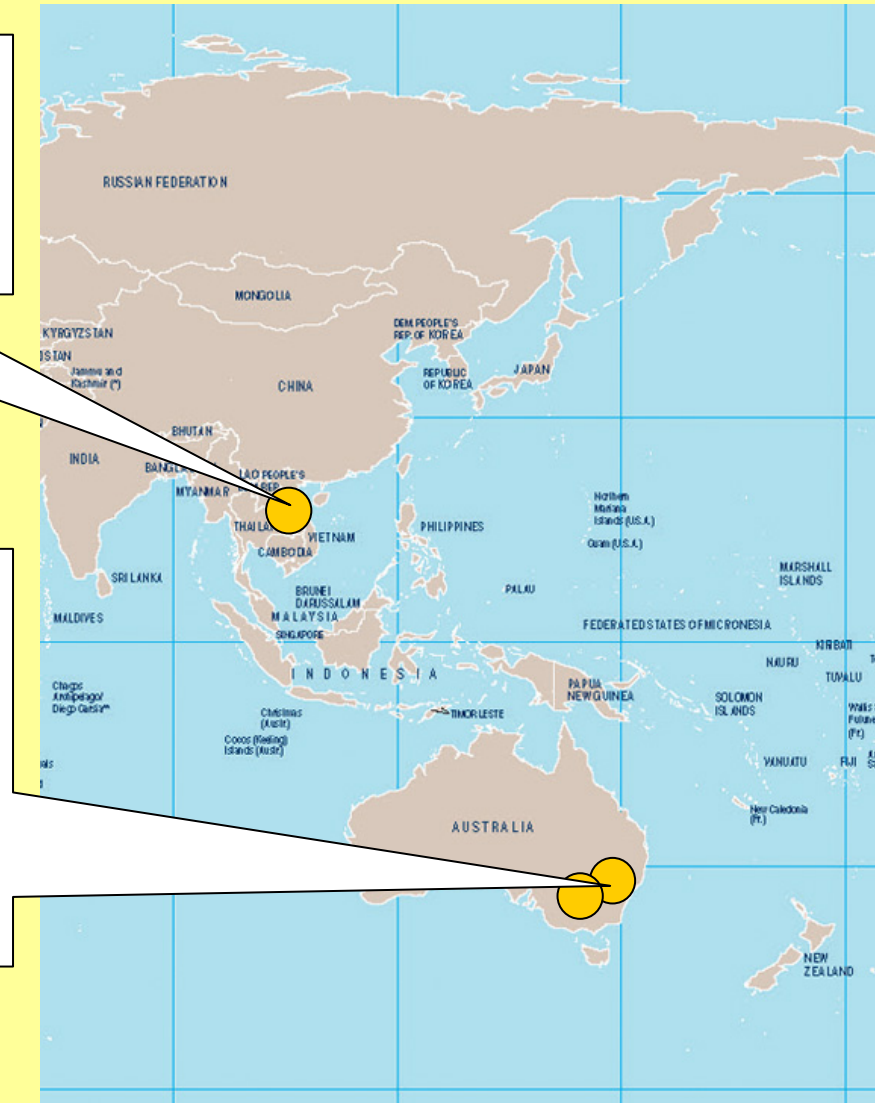 RUSSIAN FEDERATION
MONGOLIA
DEM. PEOPLE'S
REP. OF KOREA
KYRGYZSTAN
ISTAN
REPUBLIC
OF KOREA
JAPAN
Jammu and
Kashmir (*)
CHINA
BHUTAN
INDIA
LAO PEOPLE'S
MYANMAR
Northern
Mariana
Islands (U.S.A.)
PHILIPPINES
VIETNAM
Guam (U.S.A.)
CAMBODIA
MARSHALL
ISLANDS
SRI LANKA
BRUNEI
DARUSSALAM
PALAU
MALDIVES
MALAYSIA
SINGAPORE
FEDERATED STATES OF MICRONESIA
KIRIBATI
NAURU
INDONESIA
TUVALU
Chagos
Archipelago/
Diego Garcia**
PAPUA
NEW GUINEA
SOLOMON
ISLANDS
Christmas
(Austr.)
TIMOR LESTE
Wallis
(Fr.)
Cocos (Keeling)
Islands (Austr.)
VANUATU
FIJI
New Caledonia
(Fr.)
AUSTRALIA
NEW
ZEALAND